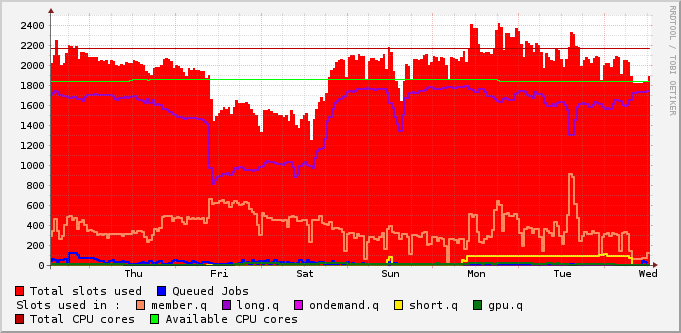 RRDTOOL / TOBI OETIKER
2400
2200
2000
1800
1600
1400
1200
1000
800
600
400
200
0
Thu Fri Sat Sun Mon Tue Wed
Total slots used Queued Jobs
Slots used in : member.q long.q ondemand.q short.q gpu.q
Total CPU cores Available CPU cores